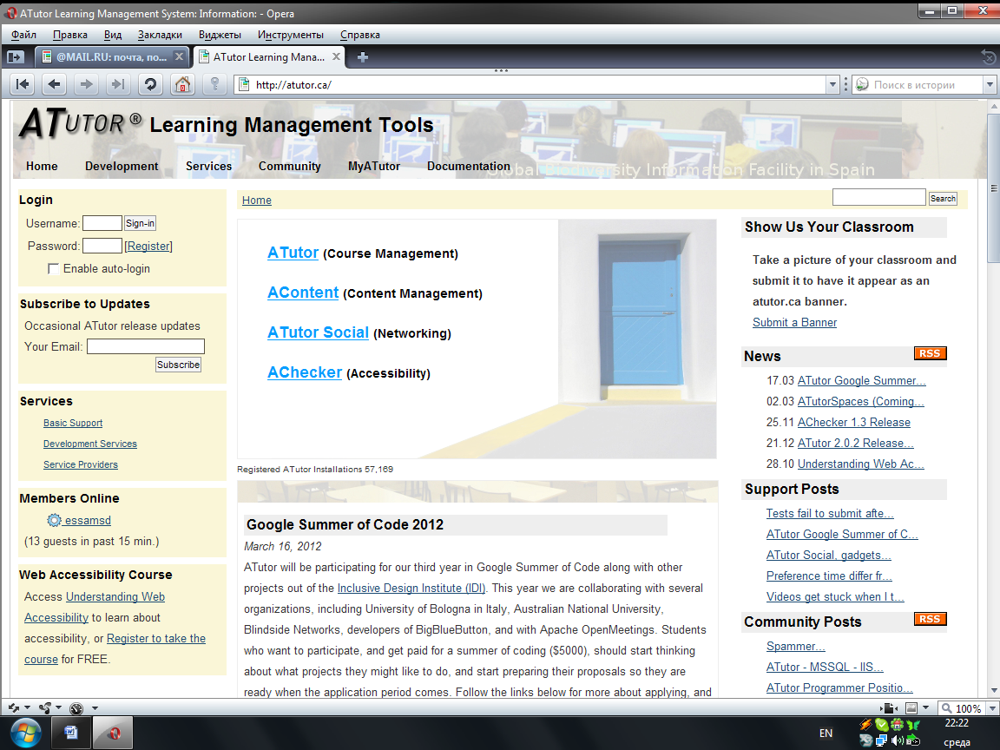 ATutor Learning Management System: Information: - Opera
Файл Правка Вид Закладки Виджеты Инструменты Справка
@MAIL.RU: почта, по... ATutor Learning Mana...
http://atutor.ca/ Поиск в истории
ATUTOR ® Learning Management Tools
Home Development Services Community MyATutor Documentation
Global Biodiversity Information Facility in Spain
Login
Username: Sign-in
Password: [Register]
Enable auto-login
Subscribe to Updates
Occasional ATutor release updates
Your Email:
Subscribe
Services
Basic Support
Development Services
Service Providers
Members Online
essamsd
(13 guests in past 15 min.)
Web Accessibility Course
Access Understanding Web
Accessibility to learn about
accessibility, or Register to take the
course for FREE.
Home Search
ATutor (Course Management)
AContent (Content Management)
ATutor Social (Networking)
AChecker (Accessibility)
Registered ATutor Installations 57,169
Google Summer of Code 2012
March 16, 2012
ATutor will be participating for our third year in Google Summer of Code along with other
projects out of the Inclusive Design Institute (IDI). This year we are collaborating with several
organizations, including University of Bologna in Italy, Australian National University,
Blindside Networks, developers of BigBlueButton, and with Apache OpenMeetings. Students
who want to participate, and get paid for a summer of coding ($5000), should start thinking
about what projects they might like to do, and start preparing their proposals so they are
ready when the application period comes. Follow the links below for more about applying, and
Show Us Your Classroom
Take a picture of your classroom and
submit it to have it appear as an
atutor.ca banner.
Submit a Banner
News RSS
17.03 ATutor Google Summer...
02.03 ATutorSpaces (Coming...
25.11 AChecker 1.3 Release
21.12 ATutor 2.0.2 Release...
28.10 Understanding Web Ac...
Support Posts
Tests fail to submit afte...
ATutor Google Summer of C...
ATutor Social, gadgets...
Preference time differ fr...
Videos get stuck when I t...
Community Posts RSS
Spammer...
ATutor - MSSQL - IIS...
ATutor Programmer Positio...
100%
EN 22:22
среда